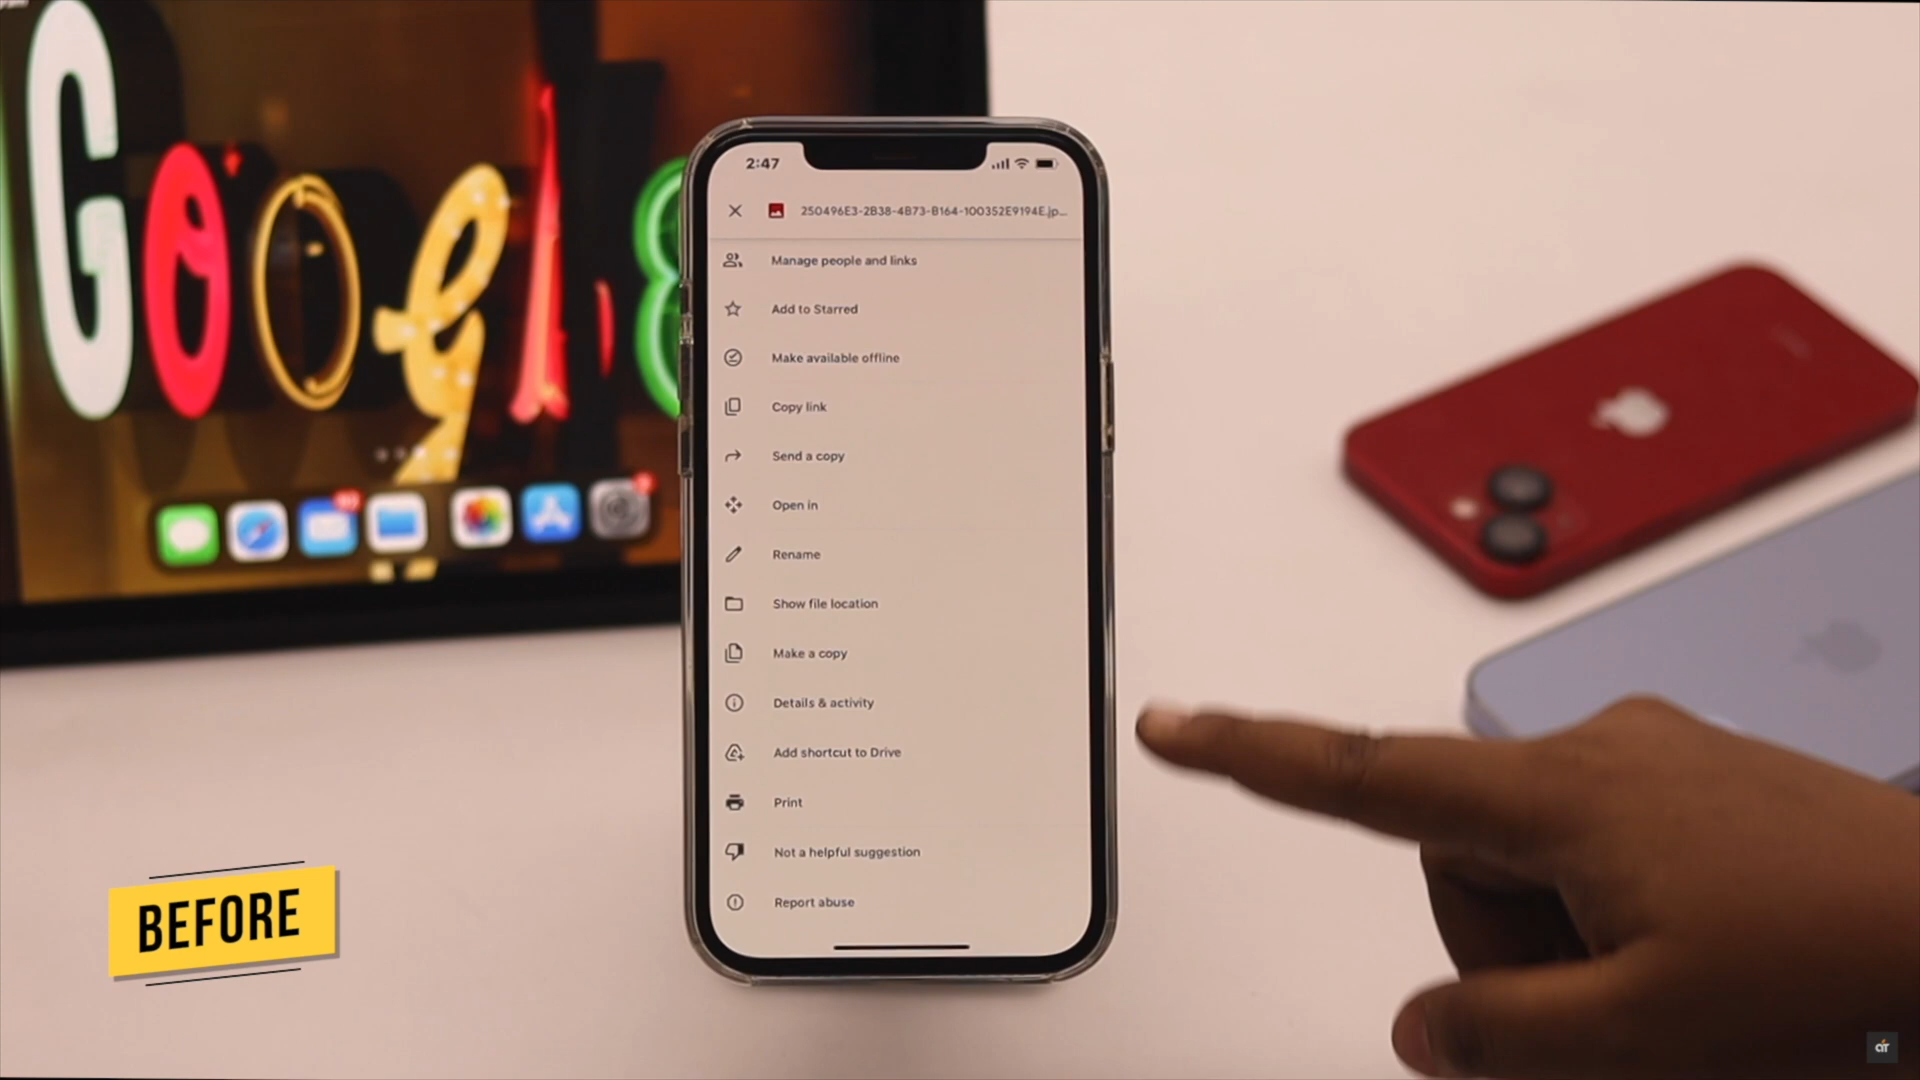 Google
2:47
250496E3-2B38-4B73-B164-100352E9194E.jp...
Manage people and links
Add to Starred
Make available offline
Copy link
Send a copy
Open in
Rename
Show file location
Make a copy
Details & activity
Add shortcut to Drive
Print
Not a helpful suggestion
Report abuse
BEFORE